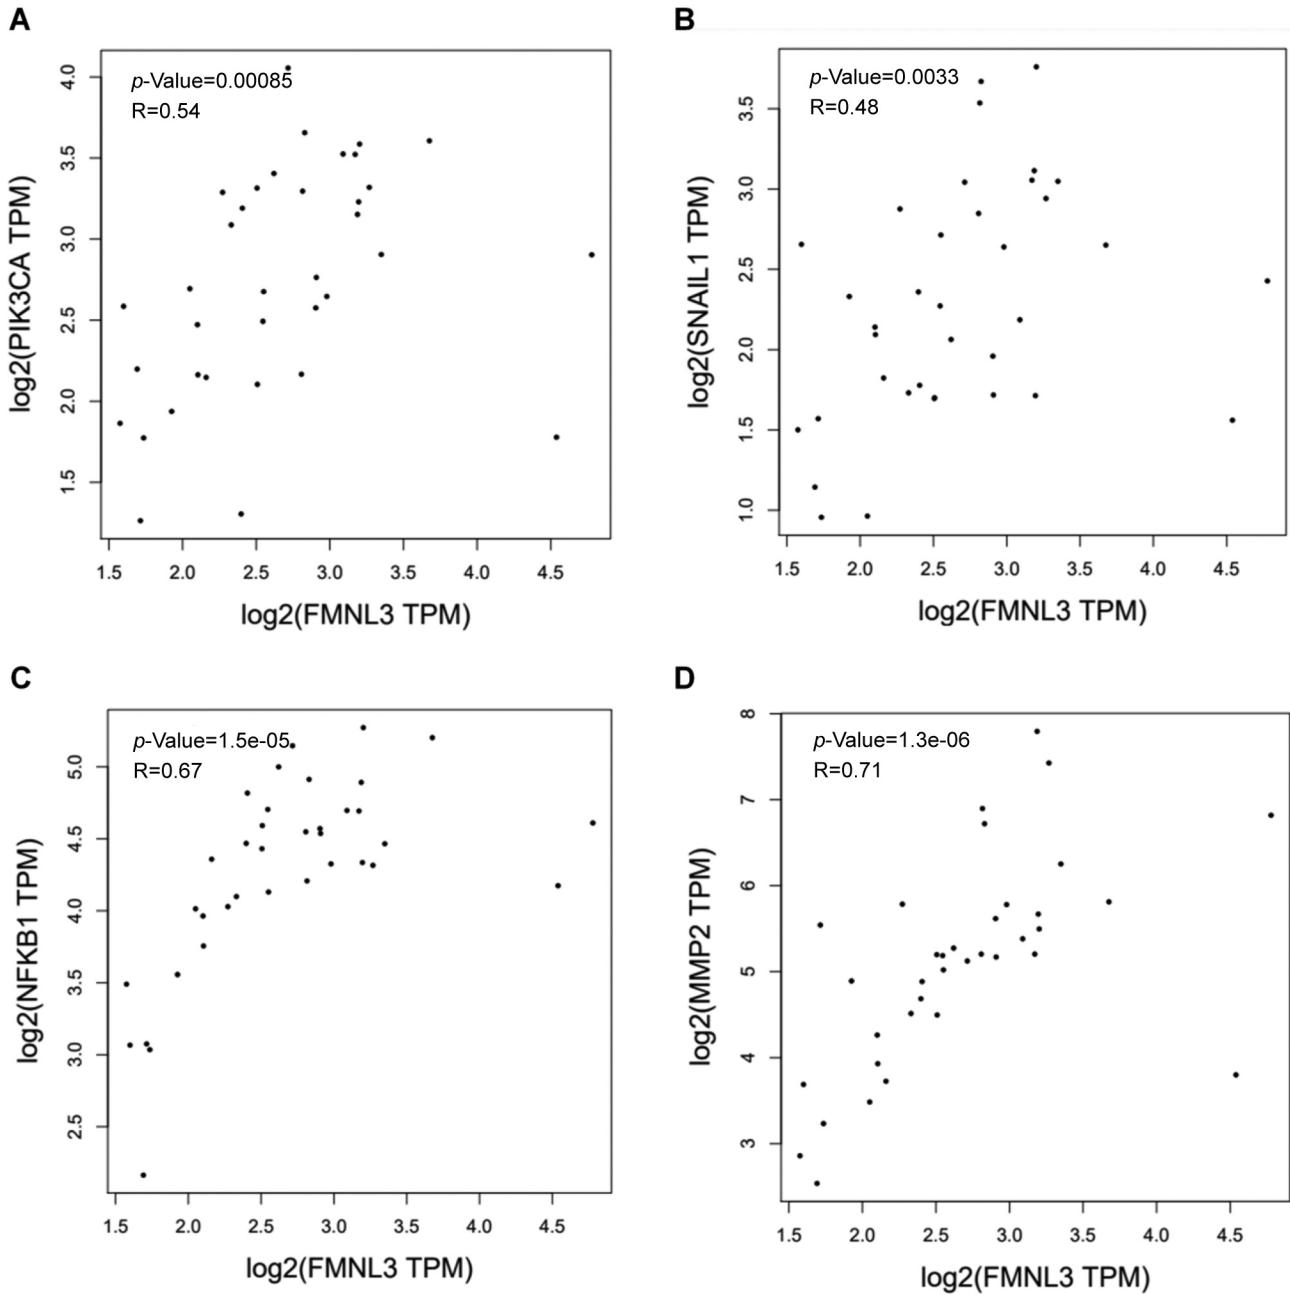 A
p-Value=0.00085
R=0.54
log2(PIK3CA TPM)
4.0
3.5
3.0
2.5
2.0
1.5
1.5 2.0 2.5 3.0 3.5 4.0 4.5
log2(FMNL3 TPM)
B
p-Value=0.0033
R=0.48
log2(SNAIL1 TPM)
3.5
3.0
2.5
2.0
1.5
1.0
1.5 2.0 2.5 3.0 3.5 4.0 4.5
log2(FMNL3 TPM)
C
p-Value=1.5e-05
R=0.67
log2(NFKB1 TPM)
5.0
4.5
4.0
3.5
3.0
2.5
1.5 2.0 2.5 3.0 3.5 4.0 4.5
log2(FMNL3 TPM)
D
p-Value=1.3e-06
R=0.71
log2(MMP2 TPM)
8
7
6
5
4
3
1.5 2.0 2.5 3.0 3.5 4.0 4.5
log2(FMNL3 TPM)